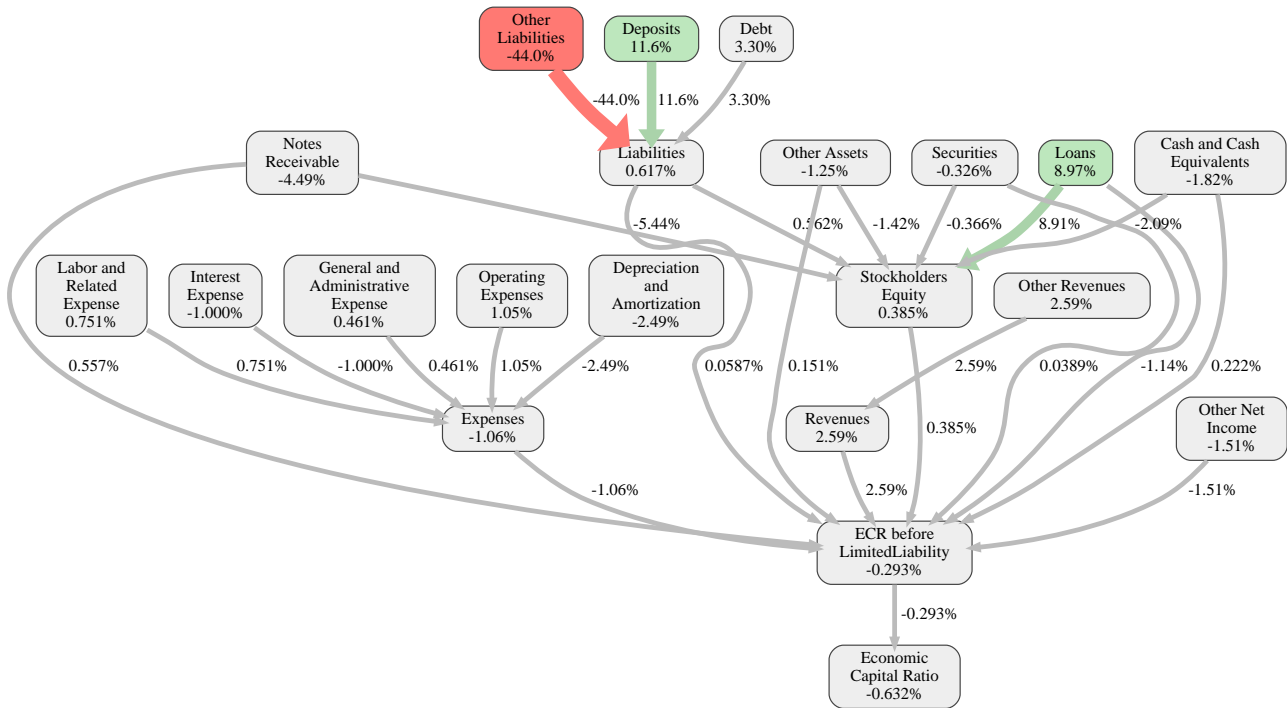 Other
Liabilities
-44.0%
Deposits
11.6%
Debt
3.30%
-44.0%
11.6%
3.30%
Notes
Receivable
-4.49%
Liabilities
0.617%
Other Assets
-1.25%
Securities
-0.326%
Loans
8.97%
Cash and Cash
Equivalents
-1.82%
-5.44%
0.562%
-1.42%
-0.366%
8.91%
-2.09%
Labor and
Related
Expense
0.751%
Interest
Expense
-1.000%
General and
Administrative
Expense
0.461%
Operating
Expenses
1.05%
Depreciation
and
Amortization
-2.49%
Stockholders
Equity
0.385%
Other Revenues
2.59%
0.557%
0.751%
-1.000%
0.461%
1.05%
-2.49%
0.0587%
0.151%
2.59%
0.0389%
-1.14%
0.222%
Expenses
-1.06%
Revenues
2.59%
0.385%
Other Net
Income
-1.51%
-1.06%
2.59%
-1.51%
ECR before
LimitedLiability
-0.293%
-0.293%
Economic
Capital Ratio
-0.632%